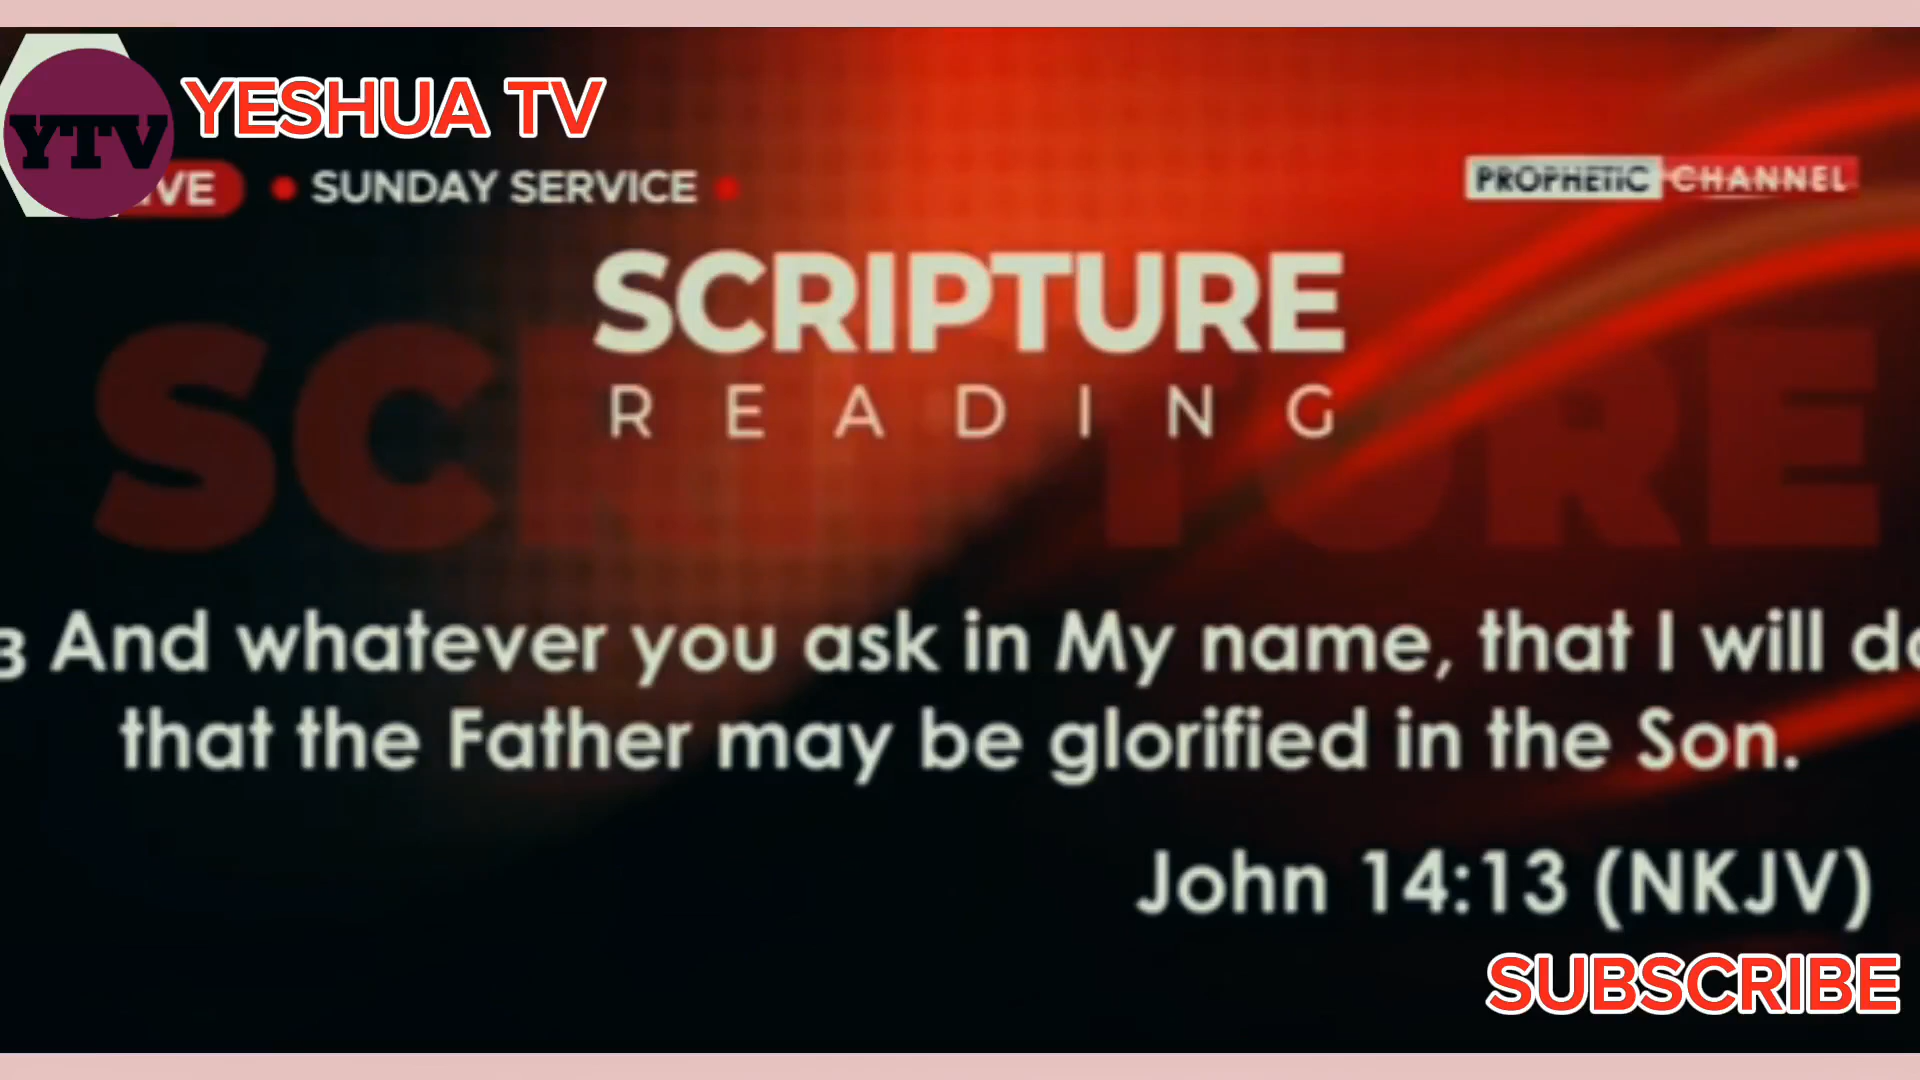 YESHUA TV
YTV
SUNDAY SERVICE
PROPHETIC CHANNEL
SCRIPTURE
READING
SCRIPTURE
And whatever you ask in My name, that I will
that the Father may be glorified in the Son.
John 14:13 (NKJV)
SUBSCRIBE